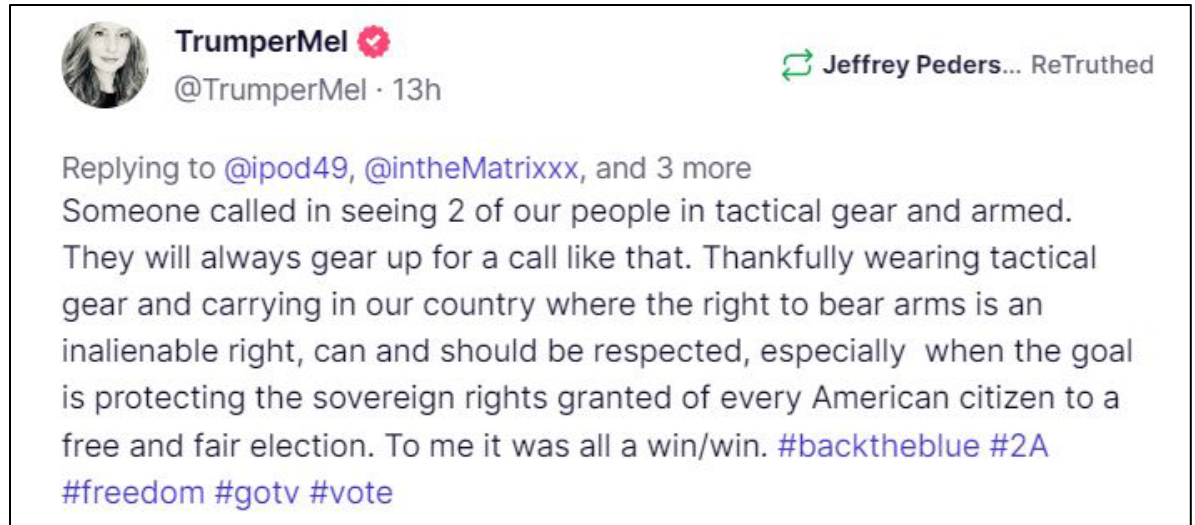 TrumperMel
Jeffrey Peders... ReTruthed
@TrumperMel · 13h
Replying to @ipod49, @intheMatrixxx, and 3 more
Someone called in seeing 2 of our people in tactical gear and armed.
They will always gear up for a call like that. Thankfully wearing tactical
gear and carrying in our country where the right to bear arms is an
inalienable right, can and should be respected, especially  when the goal
is protecting the sovereign rights granted of every American citizen to a
free and fair election. To me it was all a win/win. #backtheblue #2A
#freedom #gotv #vote